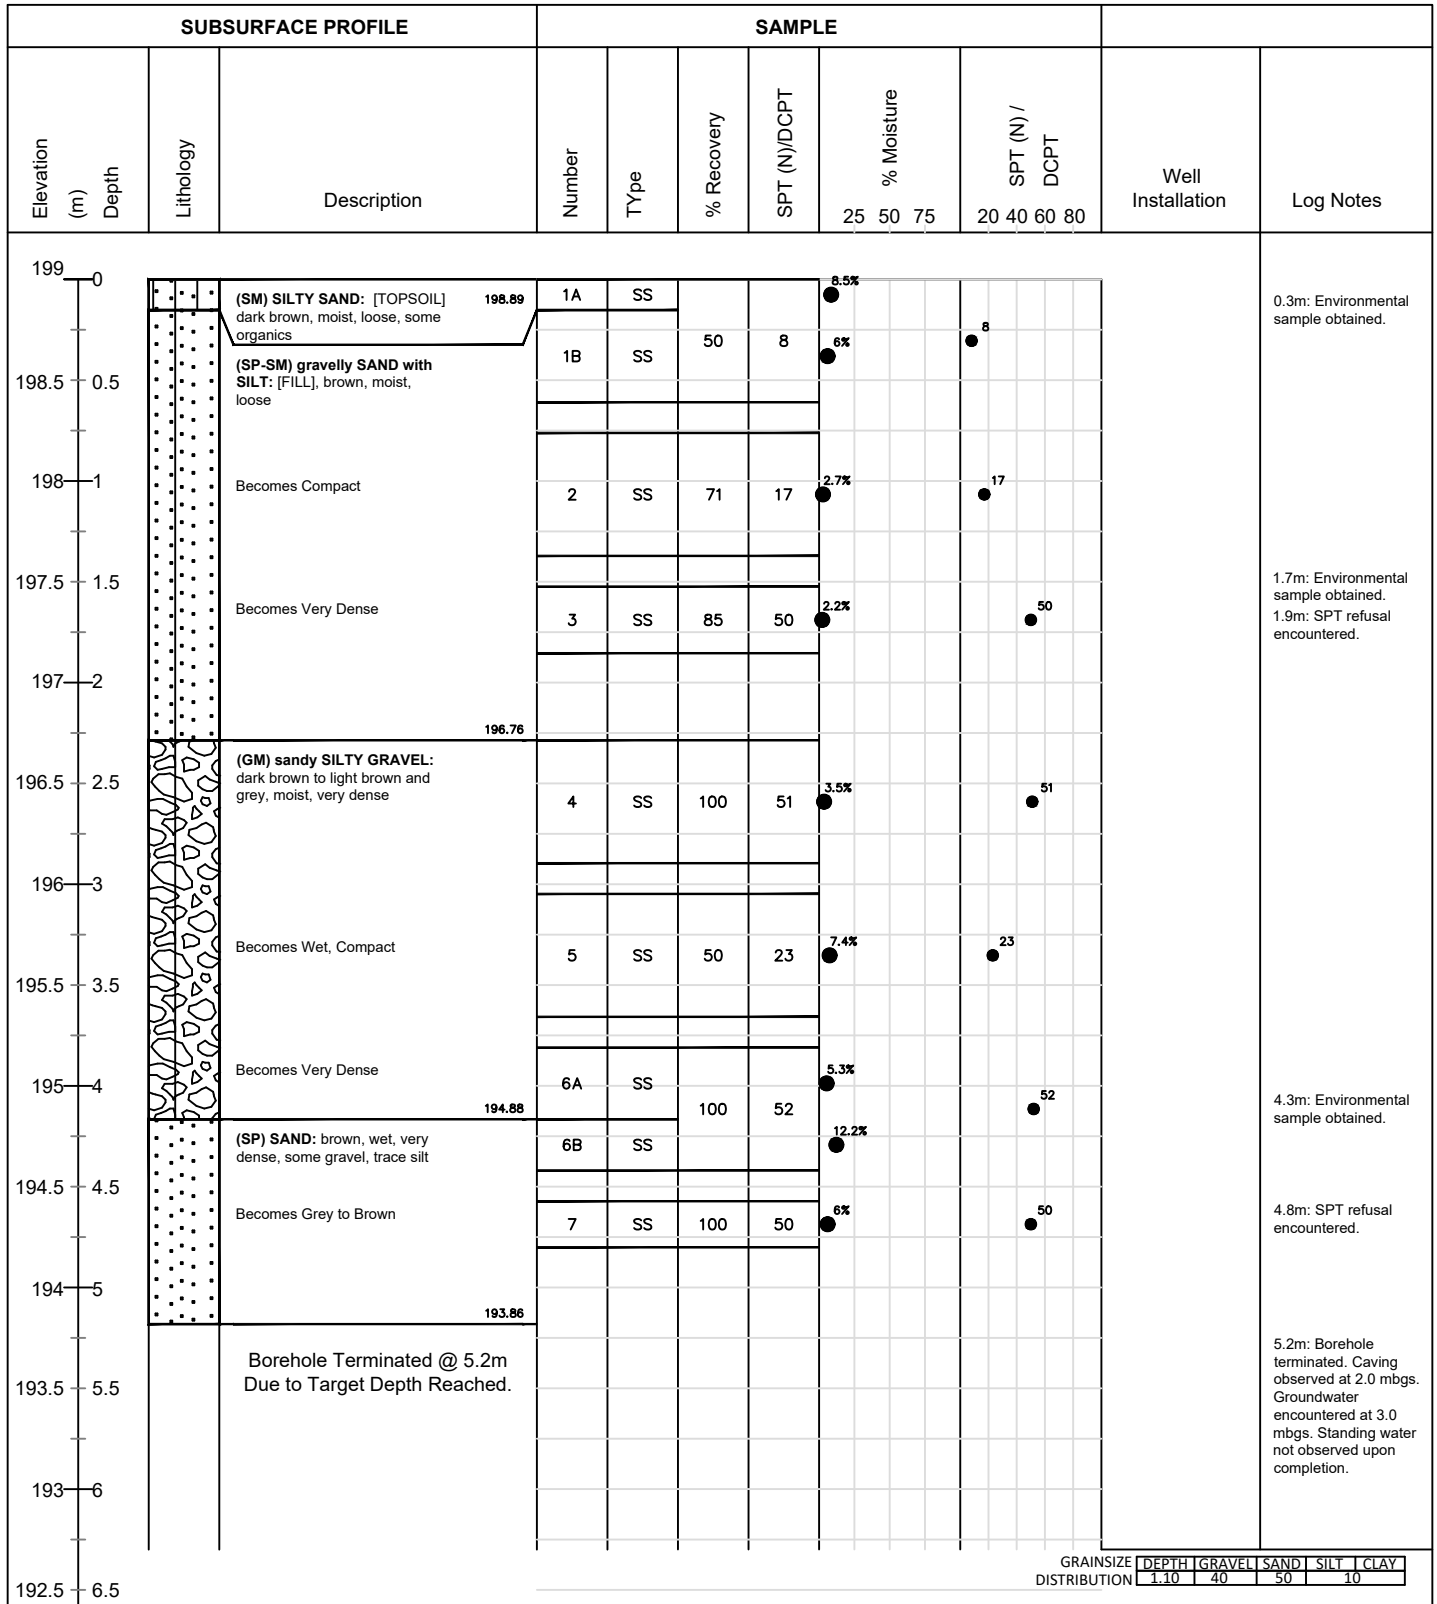 SUBSURFACE PROFILE
SAMPLE
Elevation
(m)
Depth
Lithology
Description
Number
TYpe
% Recovery
SPT (N)/DCPT
% Moisture
25 50 75
SPT (N) /
DCPT
20 40 60 80
Well
Installation
Log Notes
199 0
(SM) SILTY SAND: [TOPSOIL] 198.89
dark brown, moist, loose, some
organics
1A SS 8.5%
0.3m: Environmental
sample obtained.
(SP-SM) gravelly SAND with
SILT: [FILL], brown, moist,
loose
1B SS 50 8 6% 8
198.5 0.5
198 1
Becomes Compact
2 SS 71 17 2.7% 17
197.5 1.5
1.7m: Environmental
sample obtained.
Becomes Very Dense
3 SS 85 50 2.2% 50
1.9m: SPT refusal
encountered.
197 2
196.76
(GM) sandy SILTY GRAVEL:
dark brown to light brown and
grey, moist, very dense
196.5 2.5
4 SS 100 51 3.5% 51
196 3
Becomes Wet, Compact
5 SS 50 23 7.4% 23
195.5 3.5
Becomes Very Dense
195 4
6A SS 5.3%
100 52 52
194.88
4.3m: Environmental
sample obtained.
(SP) SAND: brown, wet, very
dense, some gravel, trace silt
6B SS 12.2%
194.5 4.5
Becomes Grey to Brown
7 SS 100 50 6% 50
4.8m: SPT refusal
encountered.
194 5
193.86
Borehole Terminated @ 5.2m
Due to Target Depth Reached.
5.2m: Borehole
terminated. Caving
observed at 2.0 mbgs.
Groundwater
encountered at 3.0
mbgs. Standing water
not observed upon
completion.
193.5 5.5
193 6
192.5 6.5
GRAINSIZE
DISTRIBUTION
DEPTH GRAVEL SAND SILT CLAY
1.10 40 50 10